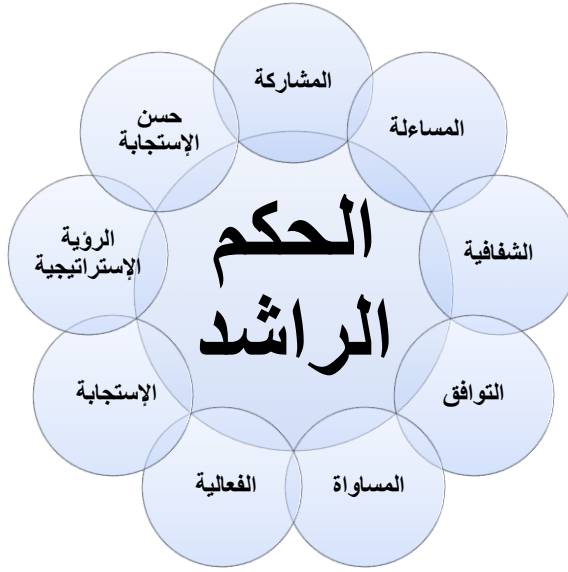 المشاركة
المساءلة
الشفافية
التوافق
المساواة
الفعالية
الإستجابة
الرؤية
الإستراتيجية
حسن
الإستجابة
الحكم
الراشد